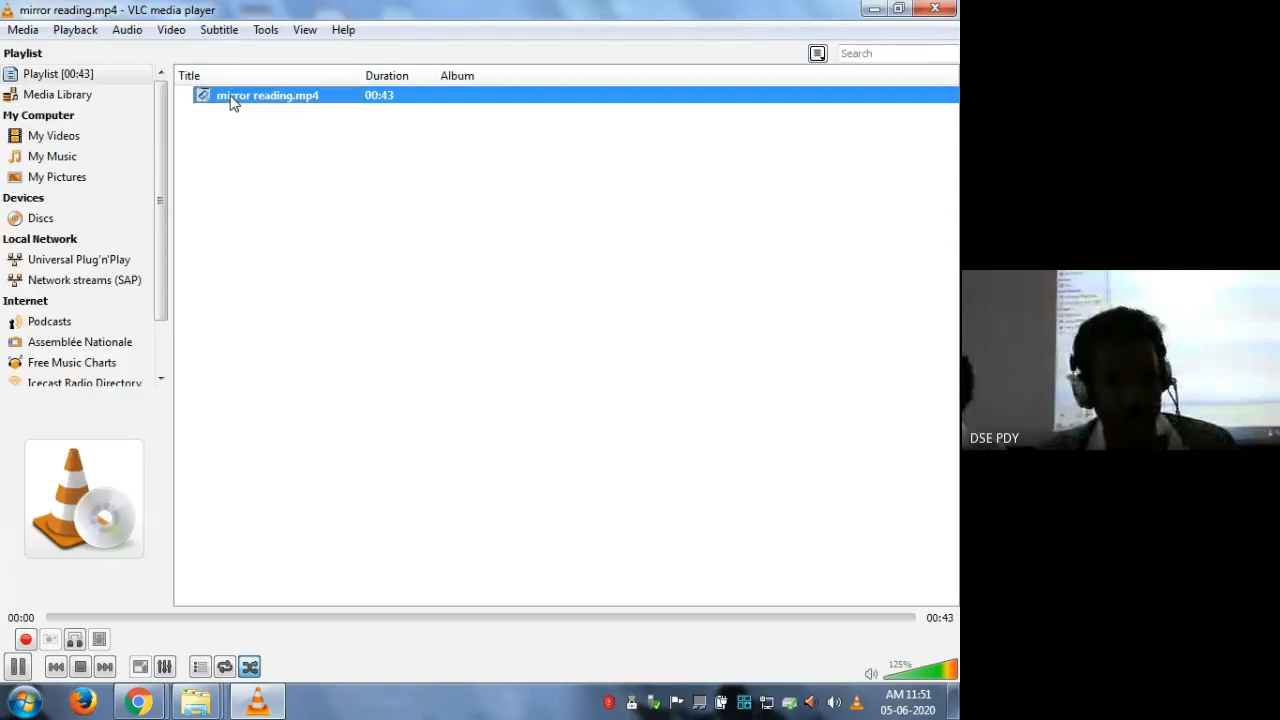 mirror reading.mp4 - VLC media player
Media Playback Audio Video Subtitle Tools View Help
Playlist
Search
Playlist [00:43]
Title Duration Album
mirror reading.mp4 00:43
Media Library
My Computer
My Videos
My Music
My Pictures
Devices
Discs
Local Network
Universal Plug'n'Play
Network streams (SAP)
Internet
Podcasts
Assemblée Nationale
Free Music Charts
Icecast Radio Directory
DSE PDY
00:00 00:43
125%
AM 11:51
05-06-2020